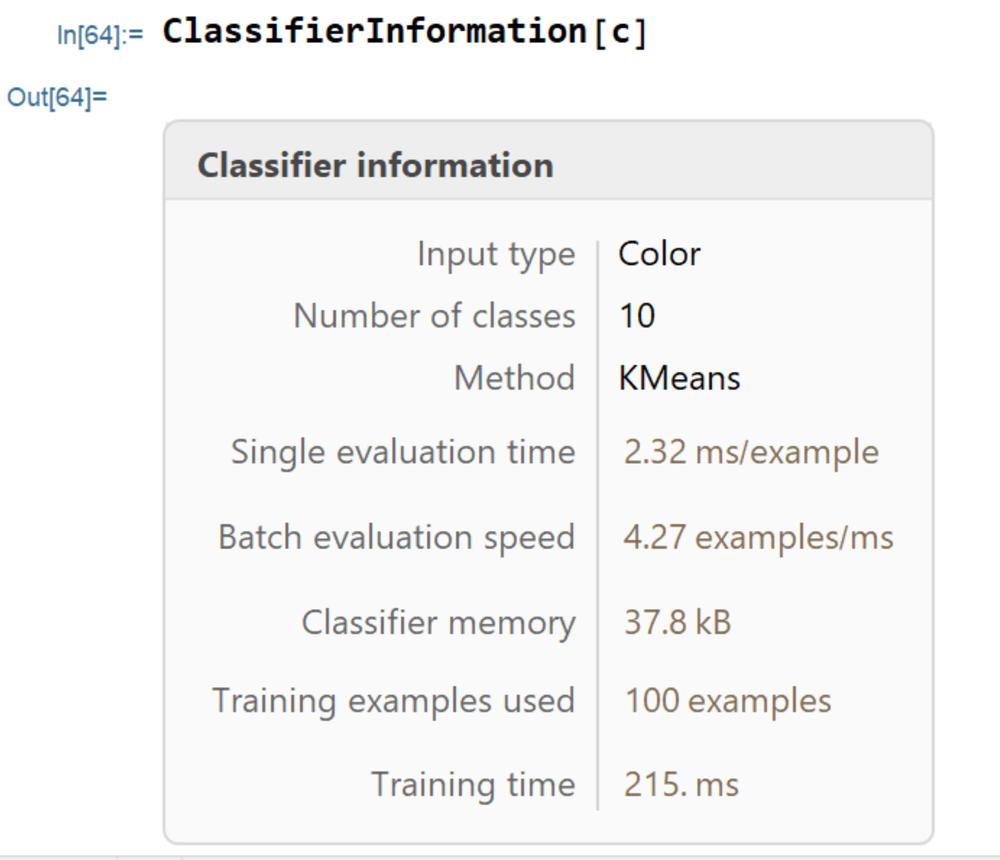 In[64]:= ClassifierInformation[c]
Out[64]=
Classifier information
Input type Color
Number of classes 10
Method KMeans
Single evaluation time 2.32 ms/example
Batch evaluation speed 4.27 examples/ms
Classifier memory 37.8 kB
Training examples used 100 examples
Training time 215. ms